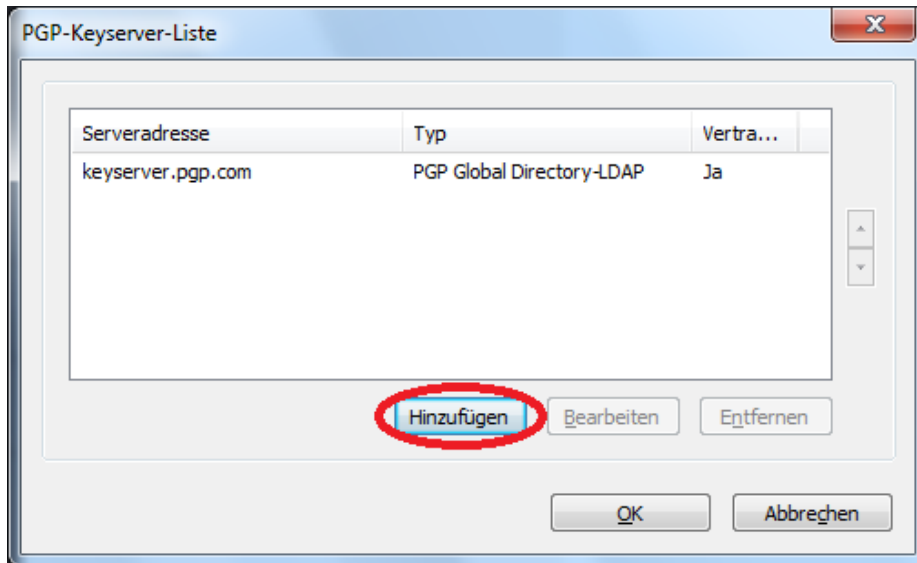 PGP-Keyserver-Liste
Serveradresse Typ Vertra...
keyserver.pgp.com PGP Global Directory-LDAP Ja
Hinzufügen Bearbeiten Entfernen
OK Abbrechen